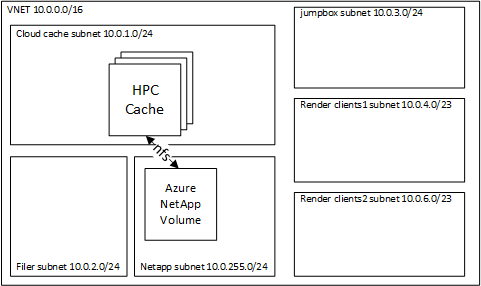 VNET 10.0.0.0/16
Cloud cache subnet 10.0.1.0/24
HPC
Cache
nfs
Azure
NetApp
Volume
Filer subnet 10.0.2.0/24
Netapp subnet 10.0.255.0/24
jumpbox subnet 10.0.3.0/24
Render clients1 subnet 10.0.4.0/23
Render clients2 subnet 10.0.6.0/23